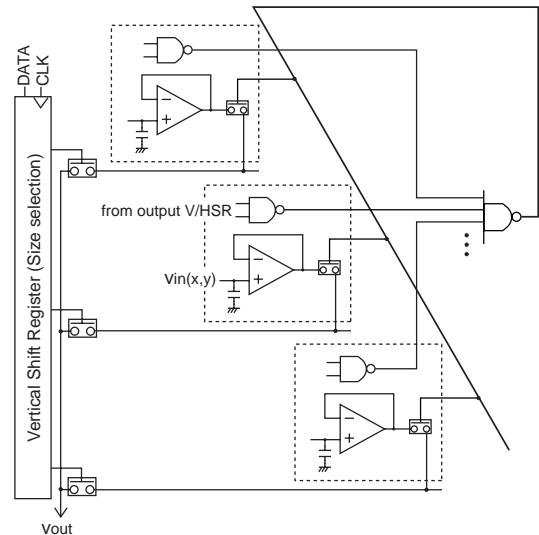 DATA
CLK
Vertical Shift Register (Size selection)
−
+
from output V/HSR
−
+
Vin(x,y)
−
+
Vout